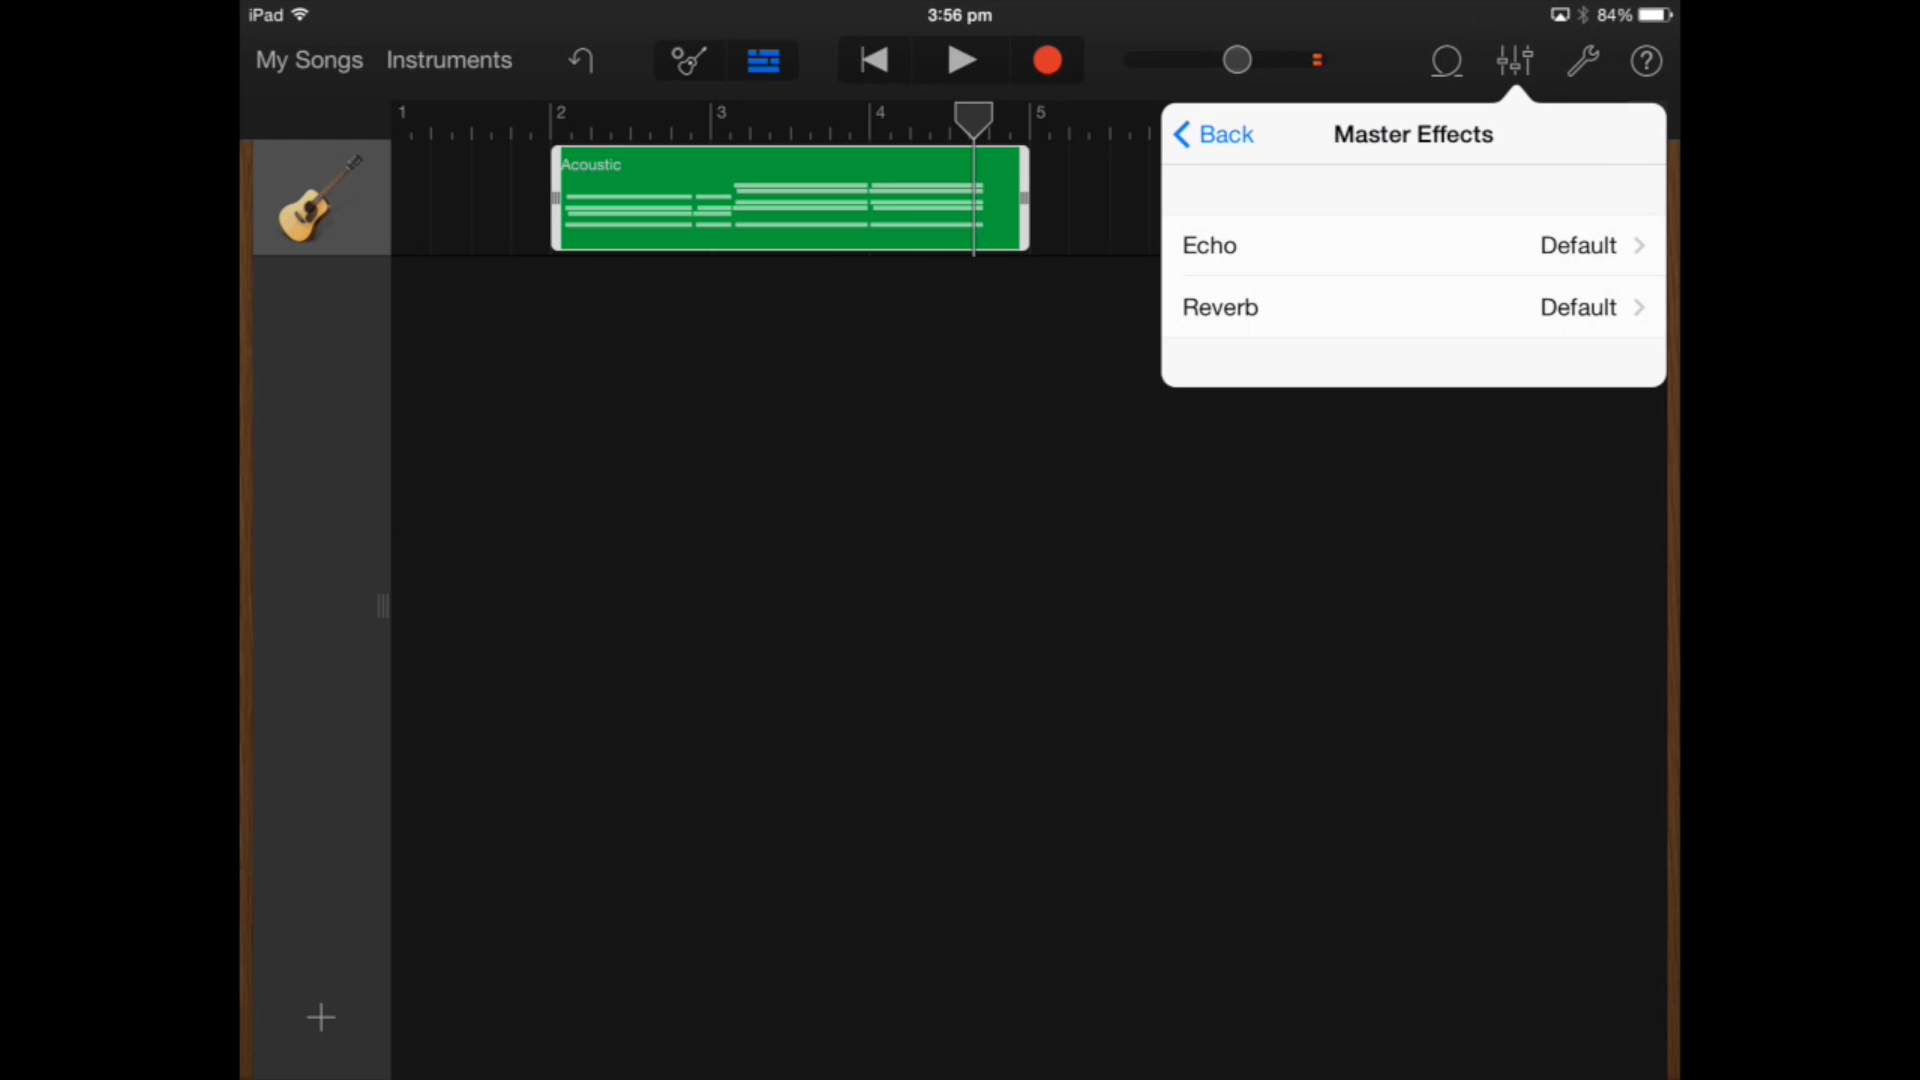 iPad
3:56 pm
84%
My Songs
Instruments
?
1
2
3
4
5
Acoustic
Back
Master Effects
Echo
Default
Reverb
Default